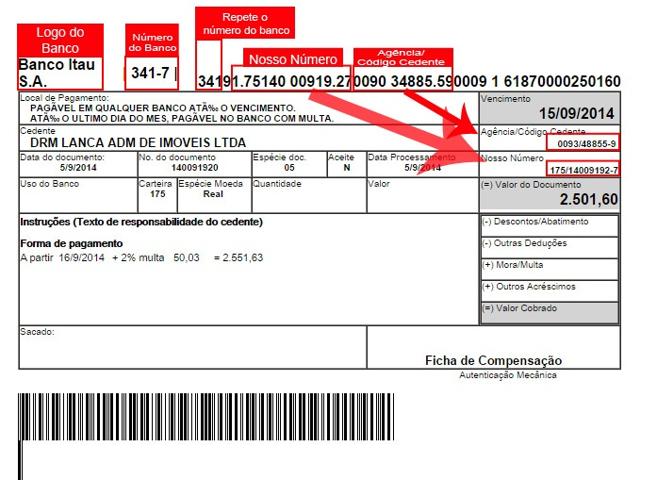 Logo do Banco
Número do Banco
Repete o número do banco
Nosso Número
Agência/ Código Cedente
Banco Itau S.A.
341-7
34191.75140 00919.270090 34885.590009 1 61870000250160
Local de Pagamento:
PAGÁVEL EM QUALQUER BANCO ATÃ‰ O VENCIMENTO.
ATÃ‰ O ULTIMO DIA DO MES, PAGÁVEL NO BANCO COM MULTA.
Vencimento
15/09/2014
Cedente
DRM LANCA ADM DE IMOVEIS LTDA
Agência/Código Cedente
0093/48855-9
Data do documento: No. do documento Espécie doc. Aceite Data Processamento
5/9/2014 140091920 05 N 5/9/2014
Nosso Número
175/14009192-7
Uso do Banco Carteira Espécie Moeda Quantidade Valor
175 Real
(=) Valor do Documento
2.501,60
Instruções (Texto de responsabilidade do cedente)
Forma de pagamento
A partir 16/9/2014 + 2% multa 50,03 = 2.551,63
(-) Descontos/Abatimento
(-) Outras Deduções
(+) Mora/Multa
(+) Outros Acréscimos
(=) Valor Cobrado
Sacado:
Ficha de Compensação
Autenticação Mecânica